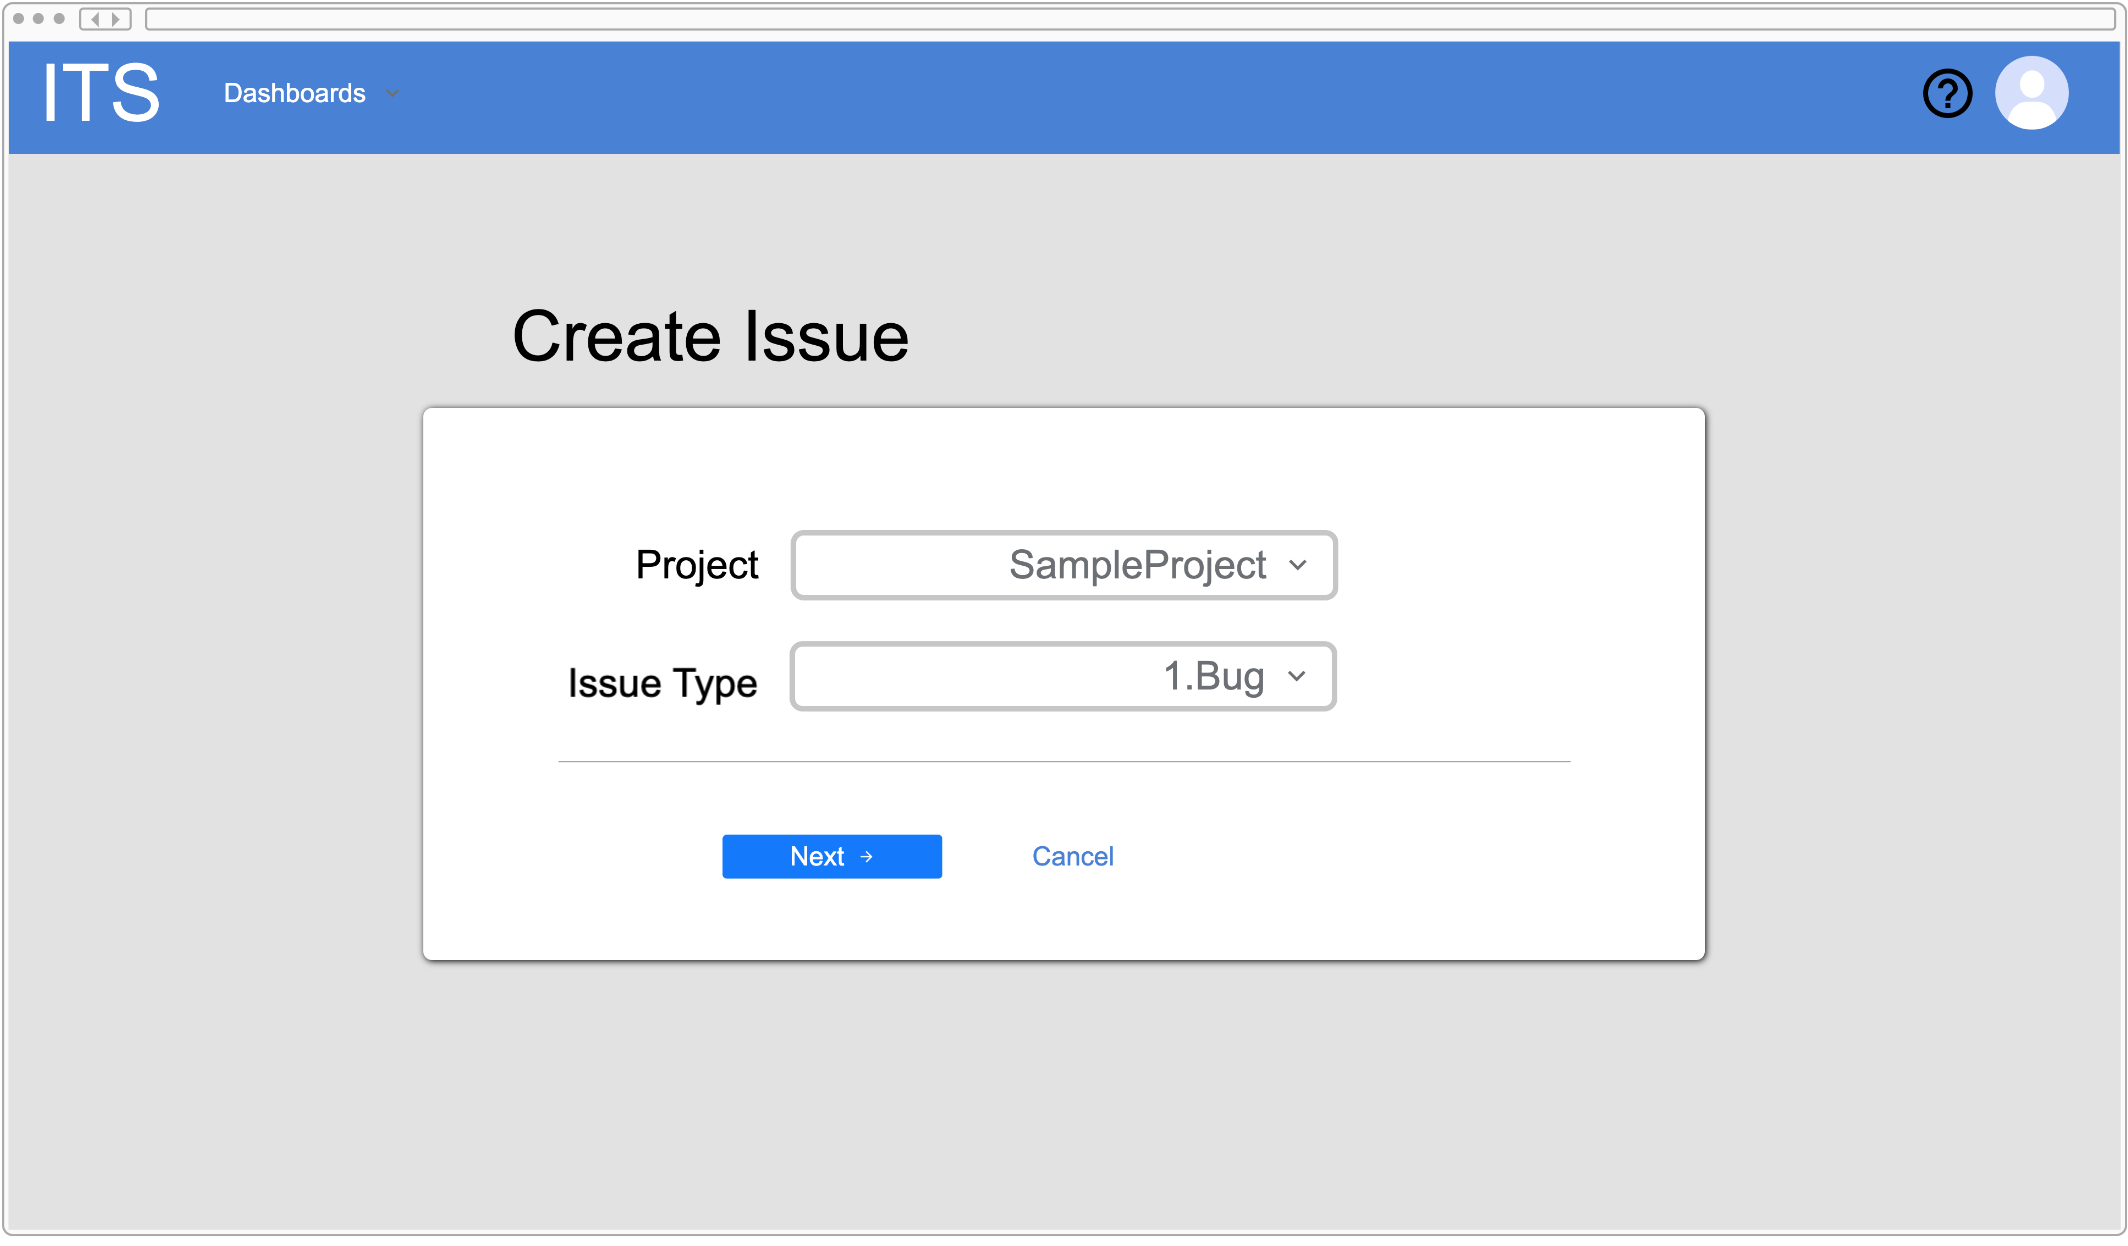 ITS
Dashboards
Create Issue
Project
SampleProject
Issue Type
1.Bug
Next →
Cancel